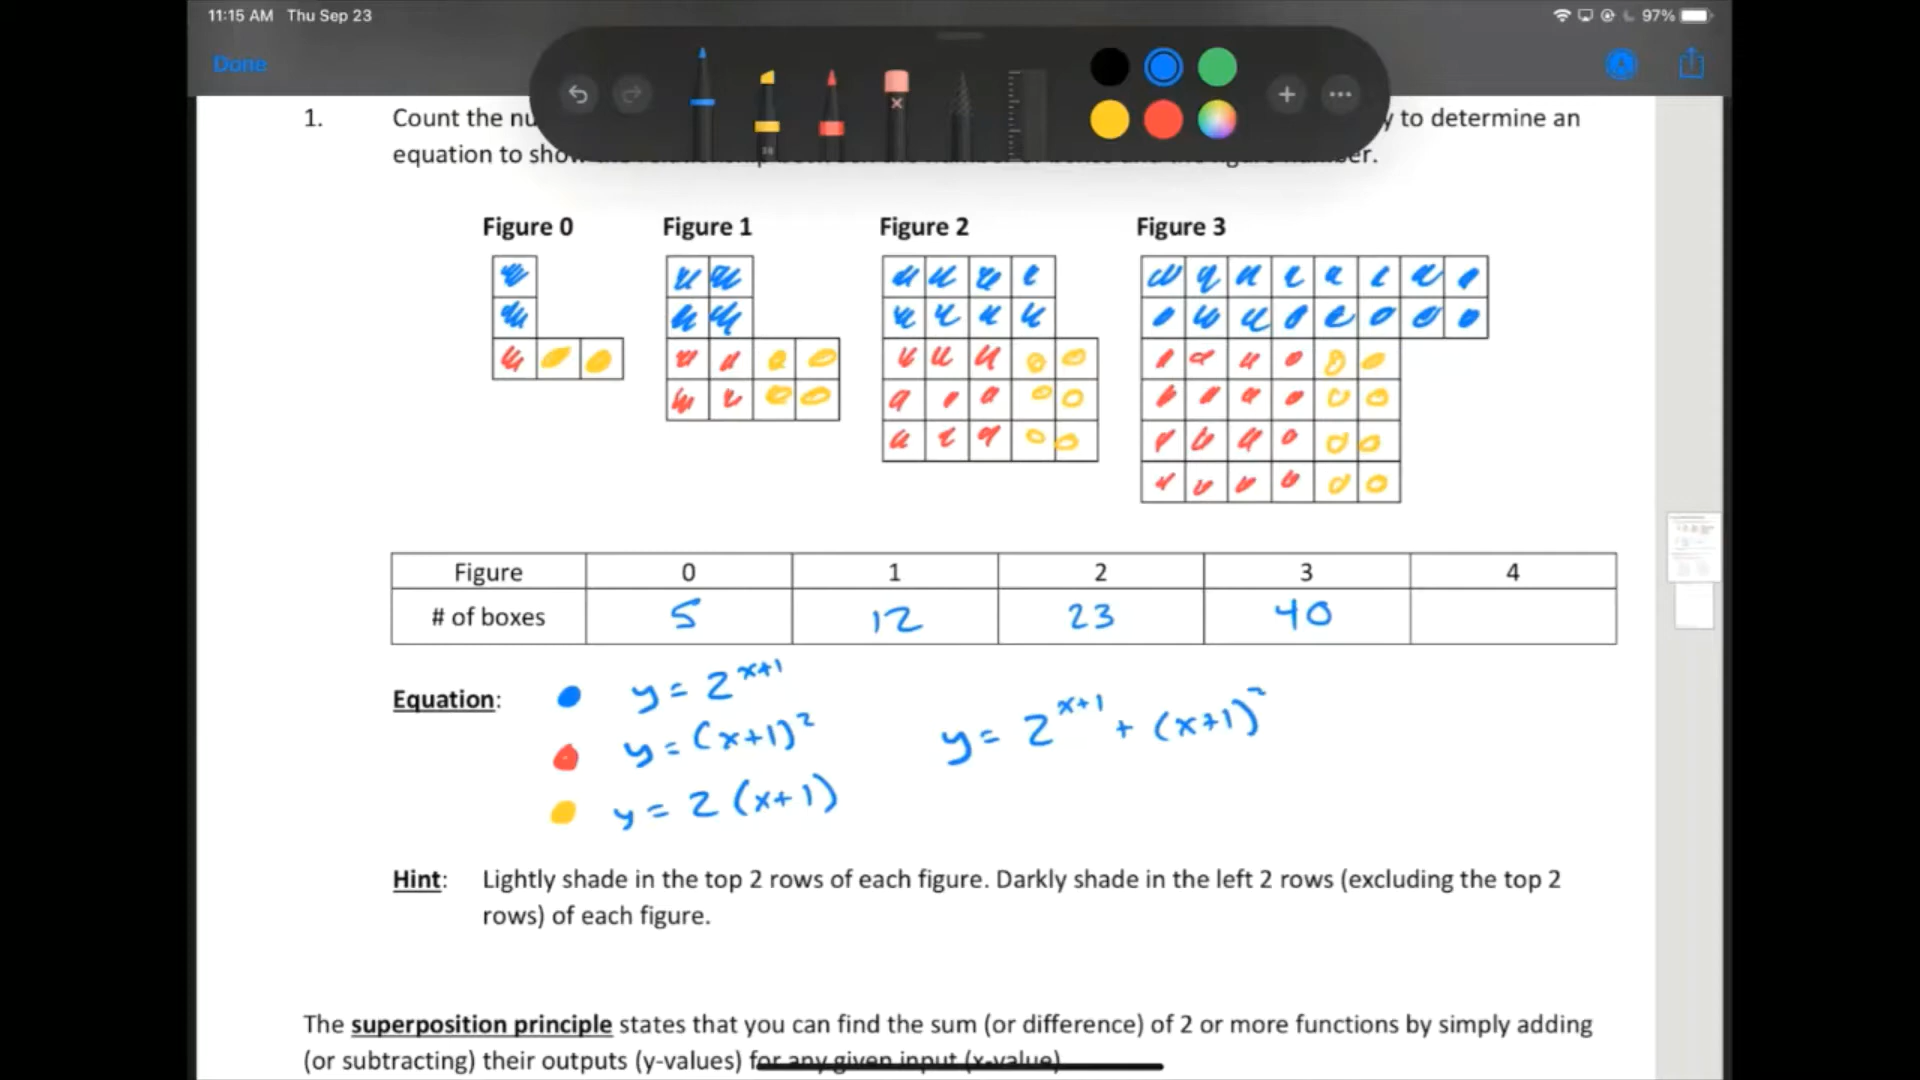 11:15 AM Thu Sep 23
97%
Done
1. Count the nu y to determine an
equation to show er.
Figure 0 Figure 1 Figure 2 Figure 3
Figure 0 1 2 3 4
# of boxes 5 12 23 40
Equation: y = 2^{x+1}
y = (x+1)² y = 2^{x+1} + (x+1)²
y = 2 (x+1)
Hint: Lightly shade in the top 2 rows of each figure. Darkly shade in the left 2 rows (excluding the top 2
rows) of each figure.
The superposition principle states that you can find the sum (or difference) of 2 or more functions by simply adding
(or subtracting) their outputs (y-values) for any given input (x-value)